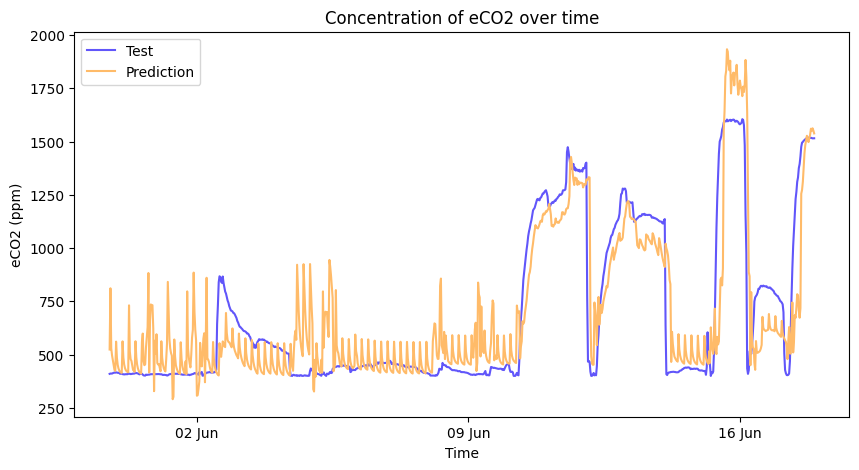 Concentration of eCO2 over time
Test
Prediction
eCO2 (ppm)
2000
1750
1500
1250
1000
750
500
250
02 Jun
09 Jun
16 Jun
Time